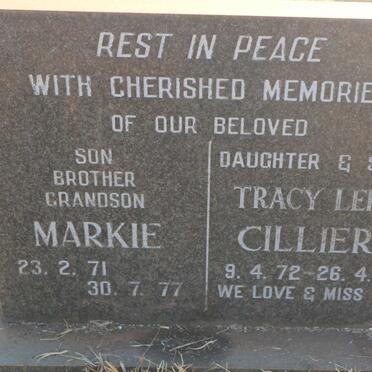 REST IN PEACE
WITH CHERISHED MEMORIE
OF OUR BELOVED
SON
BROTHER
GRANDSON
MARKIE
23. 2. 71
30. 7. 77
DAUGHTER & S
TRACY LE
CILLIER
9. 4. 72-26. 4.
WE LOVE & MISS